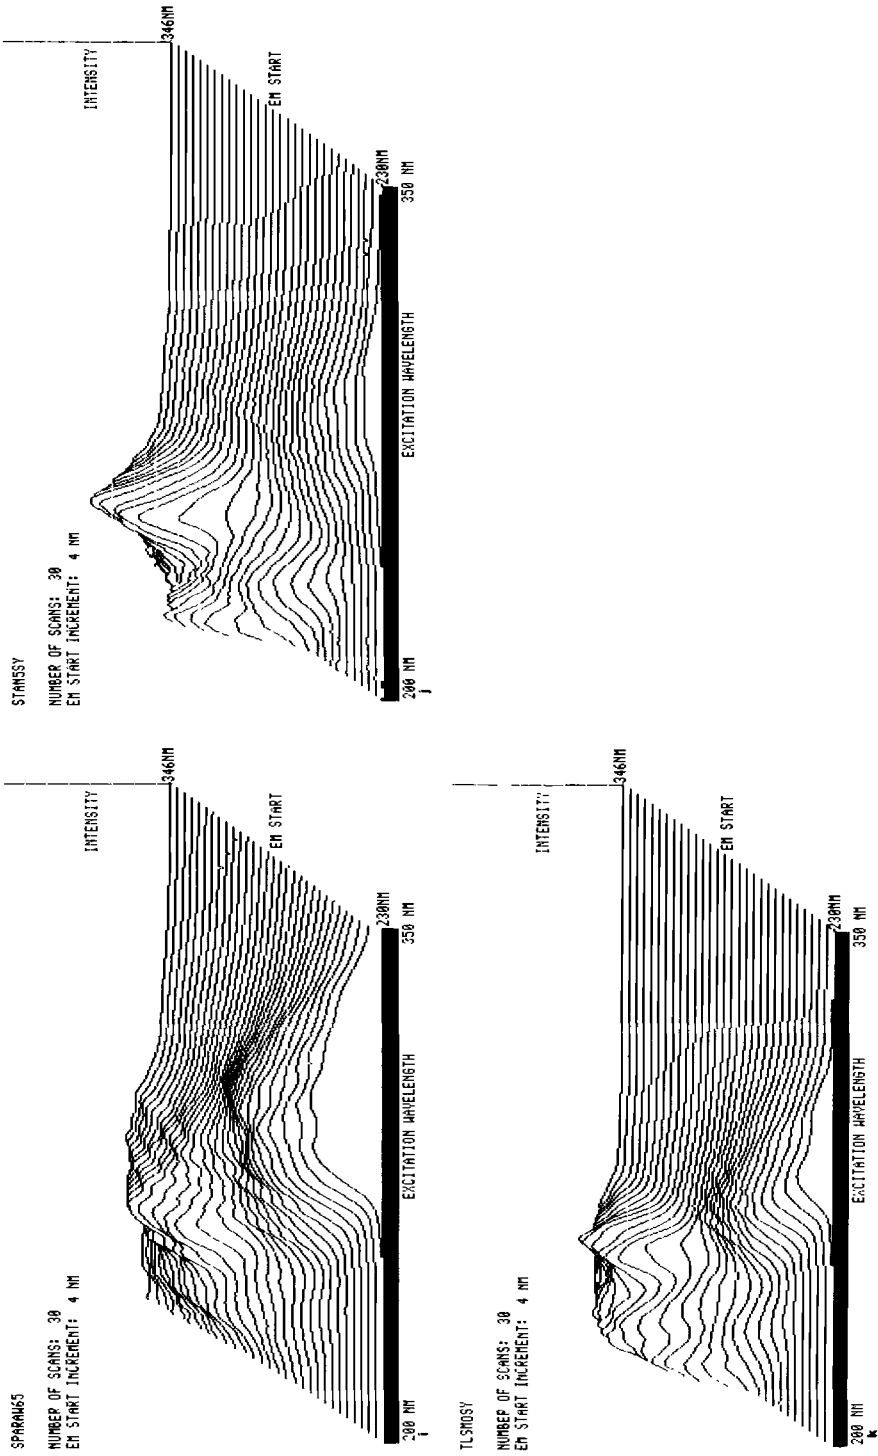 STAN5SY
NUMBER OF SCANS: 30
EM START INCREMENT: 4 NM
INTENSITY
346NM
EM START
230NM
200 NM
EXCITATION WAVELENGTH
350 NM
j
SPARAW65
NUMBER OF SCANS: 30
EM START INCREMENT: 4 NM
INTENSITY
346NM
EM START
230NM
200 NM
EXCITATION WAVELENGTH
350 NM
i
TLSMOSY
NUMBER OF SCANS: 30
EM START INCREMENT: 4 NM
INTENSITY
346NM
EM START
230NM
200 NM
EXCITATION WAVELENGTH
350 NM
k